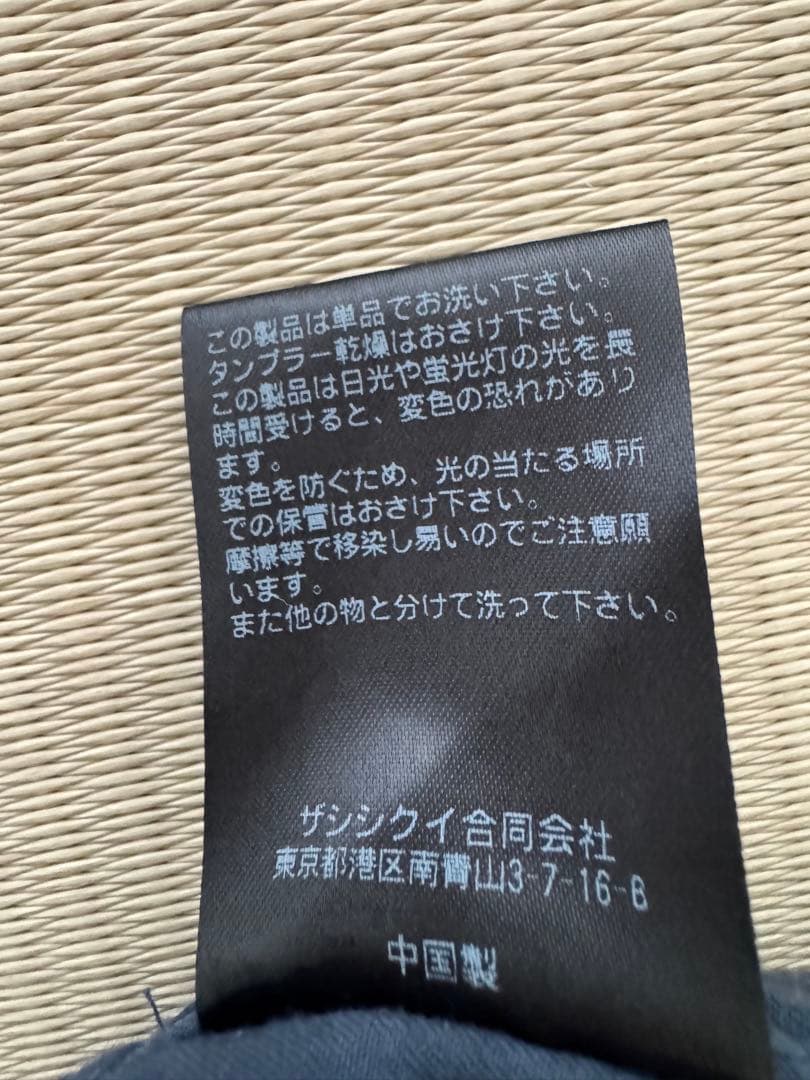 この製品は単品でお洗い下さい。
タンブラー乾燥はおさけ下さい。
この製品は日光や蛍光灯の光を長
時間受けると、変色の恐れがあり
ます。
変色を防ぐため、光の当たる場所
での保管はおさけ下さい。
摩擦等で移染し易いのでご注意願
います。
また他の物と分けて洗って下さい。
ザシシクイ合同会社
東京都港区南青山3-7-16-B
中国製